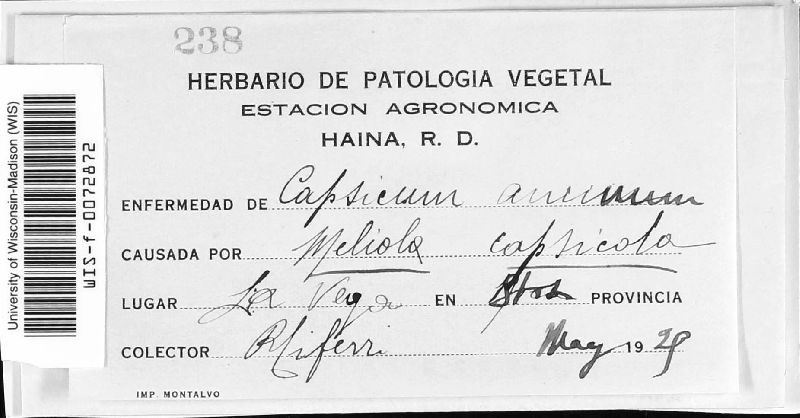 238
HERBARIO DE PATOLOGIA VEGETAL
ESTACION AGRONOMICA
HAINA, R. D.
ENFERMEDAD DE Capsicum annuum
CAUSADA POR Meliola capsicola
LUGAR La Vega EN PROVINCIA
COLECTOR R Ciferri May 1929
IMP. MONTALVO
University of Wisconsin-Madison (WIS)
WIS-f-0072872